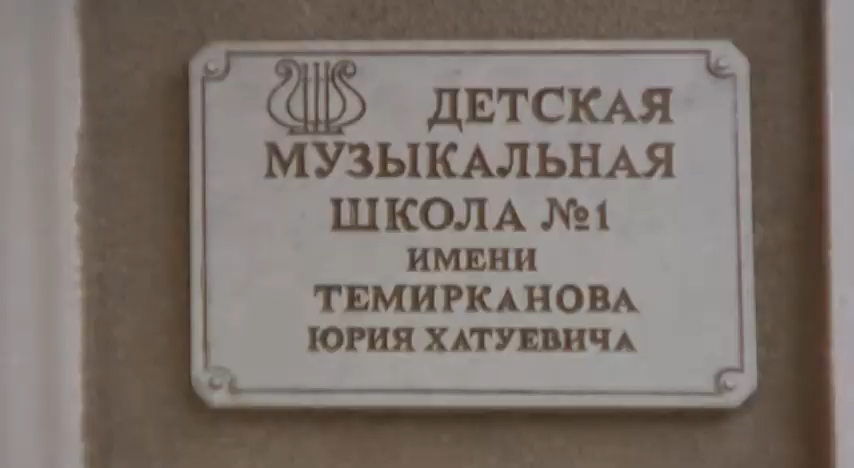 ДЕТСКАЯ
МУЗЫКАЛЬНАЯ
ШКОЛА №1
ИМЕНИ
ТЕМИРКАНОВА
ЮРИЯ ХАТУЕВИЧА